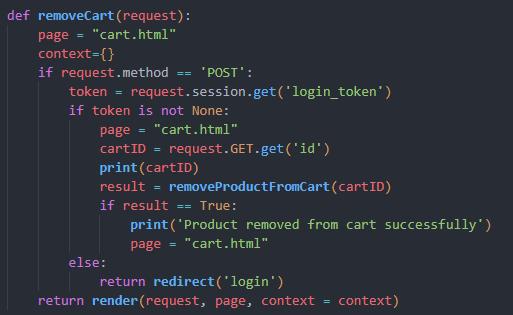 def removeCart(request):
    page = "cart.html"
    context={}
    if request.method == 'POST':
        token = request.session.get('login_token')
        if token is not None:
            page = "cart.html"
            cartID = request.GET.get('id')
            print(cartID)
            result = removeProductFromCart(cartID)
            if result == True:
                print('Product removed from cart successfully')
                page = "cart.html"
        else:
            return redirect('login')
    return render(request, page, context = context)